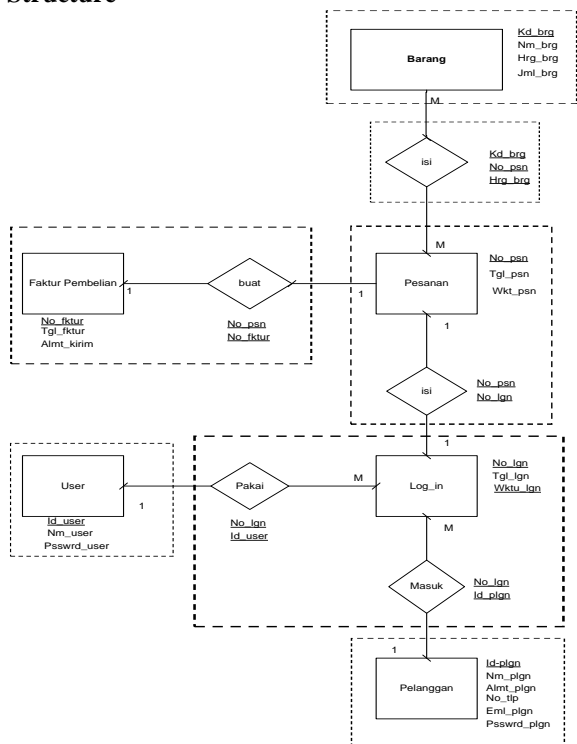 Structure
Barang
Kd_brg
Nm_brg
Hrg_brg
Jml_brg
M
isi
Kd_brg
No_psn
Hrg_brg
M
Faktur Pembelian
1
buat
1
Pesanan
No_psn
Tgl_psn
Wkt_psn
No_fktur
Tgl_fktur
Almt_kirim
No_psn
No_fktur
1
isi
No_psn
No_lgn
1
User
1
Pakai
M
Log_in
No_lgn
Tgl_lgn
Wktu_lgn
Id_user
Nm_user
Psswrd_user
No_lgn
Id_user
M
Masuk
No_lgn
Id_plgn
1
Pelanggan
Id-plgn
Nm_plgn
Almt_plgn
No_tlp
Eml_plgn
Psswrd_plgn